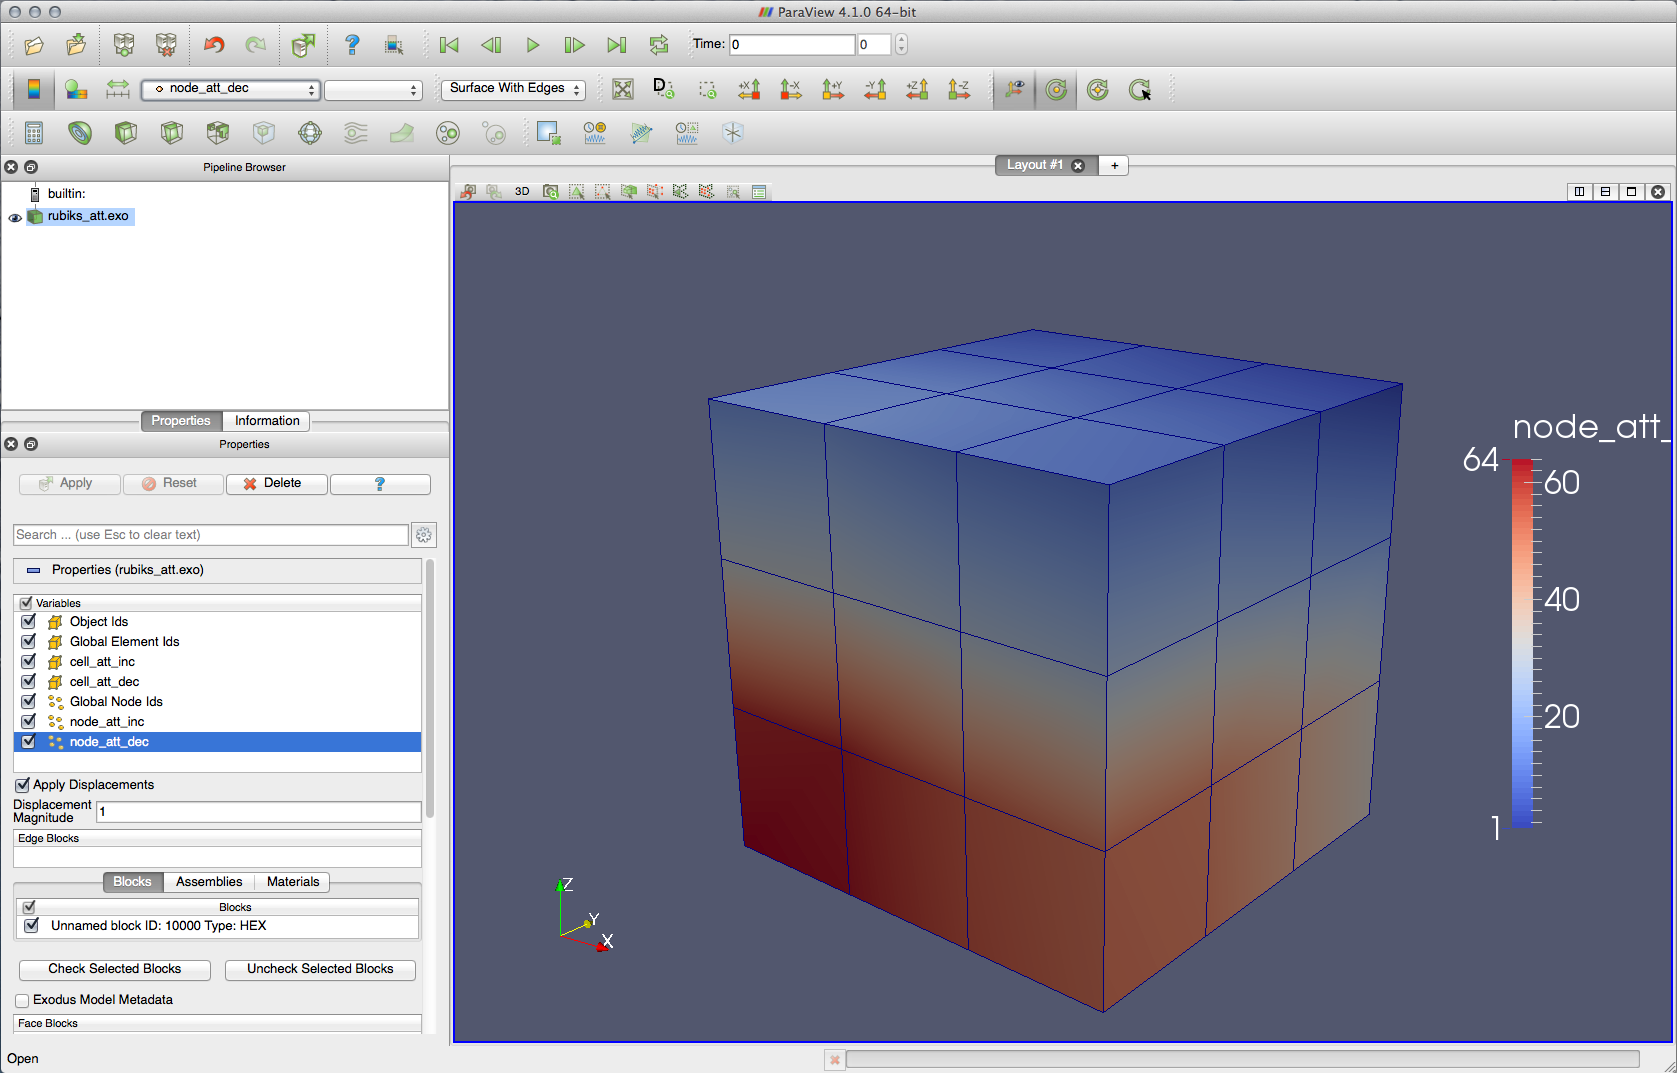 ParaView 4.1.0 64-bit
Time: 0 0
node_att_dec Surface With Edges D +X -X +Y -Y +Z -Z
Pipeline Browser
builtin:
rubiks_att.exo
Layout #1 +
3D
Properties Information
Properties
Apply Reset Delete ?
Search ... (use Esc to clear text)
Properties (rubiks_att.exo)
Variables
Object Ids
Global Element Ids
cell_att_inc
cell_att_dec
Global Node Ids
node_att_inc
node_att_dec
Apply Displacements
Displacement
Magnitude 1
Edge Blocks
Blocks Assemblies Materials
Blocks
Unnamed block ID: 10000 Type: HEX
Check Selected Blocks Uncheck Selected Blocks
Exodus Model Metadata
Face Blocks
Open
node_att_
64
60
40
20
1
Z
Y
X